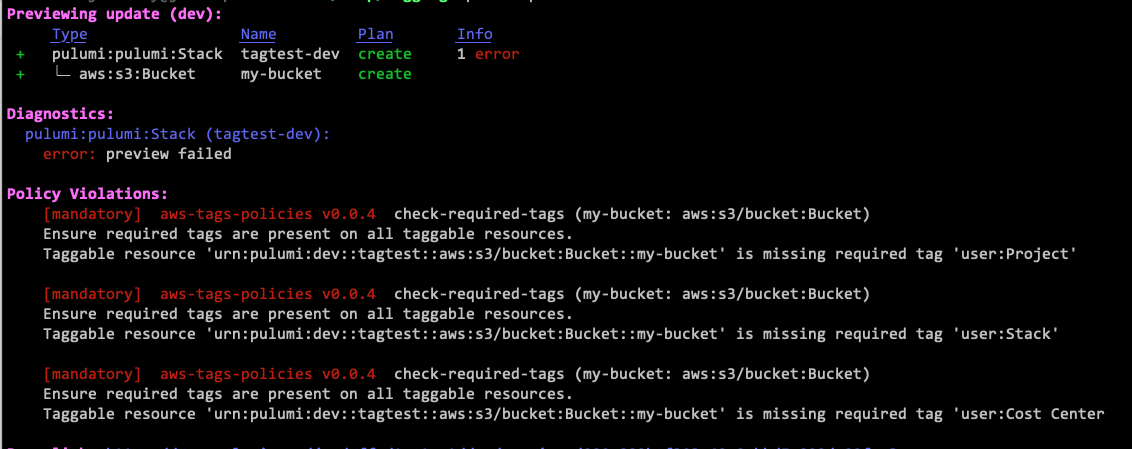 Previewing update (dev):
Type Name Plan Info
+ pulumi:pulumi:Stack tagtest-dev create 1 error
+ └─ aws:s3:Bucket my-bucket create
Diagnostics:
pulumi:pulumi:Stack (tagtest-dev):
error: preview failed
Policy Violations:
[mandatory] aws-tags-policies v0.0.4 check-required-tags (my-bucket: aws:s3/bucket:Bucket)
Ensure required tags are present on all taggable resources.
Taggable resource 'urn:pulumi:dev::tagtest::aws:s3/bucket:Bucket::my-bucket' is missing required tag 'user:Project'
[mandatory] aws-tags-policies v0.0.4 check-required-tags (my-bucket: aws:s3/bucket:Bucket)
Ensure required tags are present on all taggable resources.
Taggable resource 'urn:pulumi:dev::tagtest::aws:s3/bucket:Bucket::my-bucket' is missing required tag 'user:Stack'
[mandatory] aws-tags-policies v0.0.4 check-required-tags (my-bucket: aws:s3/bucket:Bucket)
Ensure required tags are present on all taggable resources.
Taggable resource 'urn:pulumi:dev::tagtest::aws:s3/bucket:Bucket::my-bucket' is missing required tag 'user:Cost Center